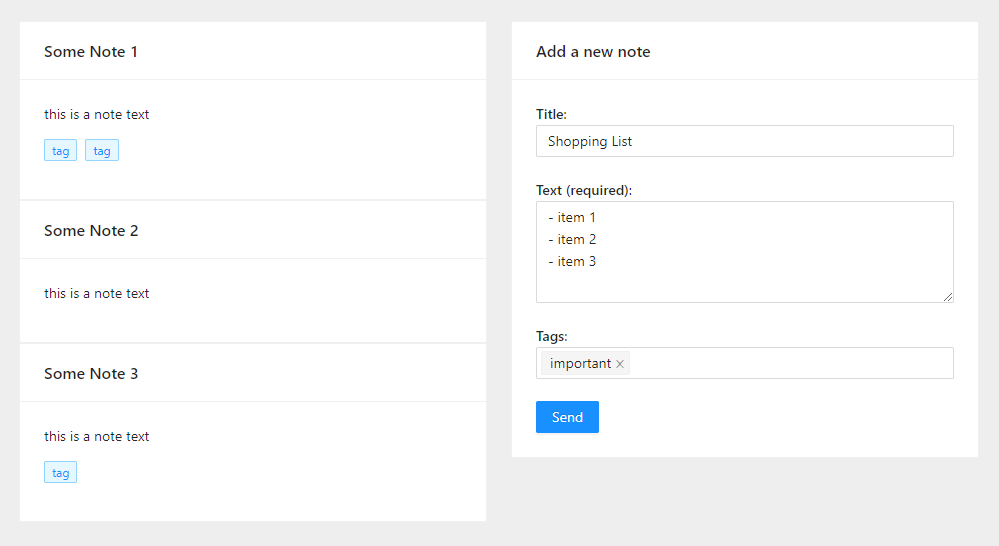 Some Note 1
this is a note text
tag tag
Some Note 2
this is a note text
Some Note 3
this is a note text
tag
Add a new note
Title:
Shopping List
Text (required):
- item 1
- item 2
- item 3
Tags:
important
Send